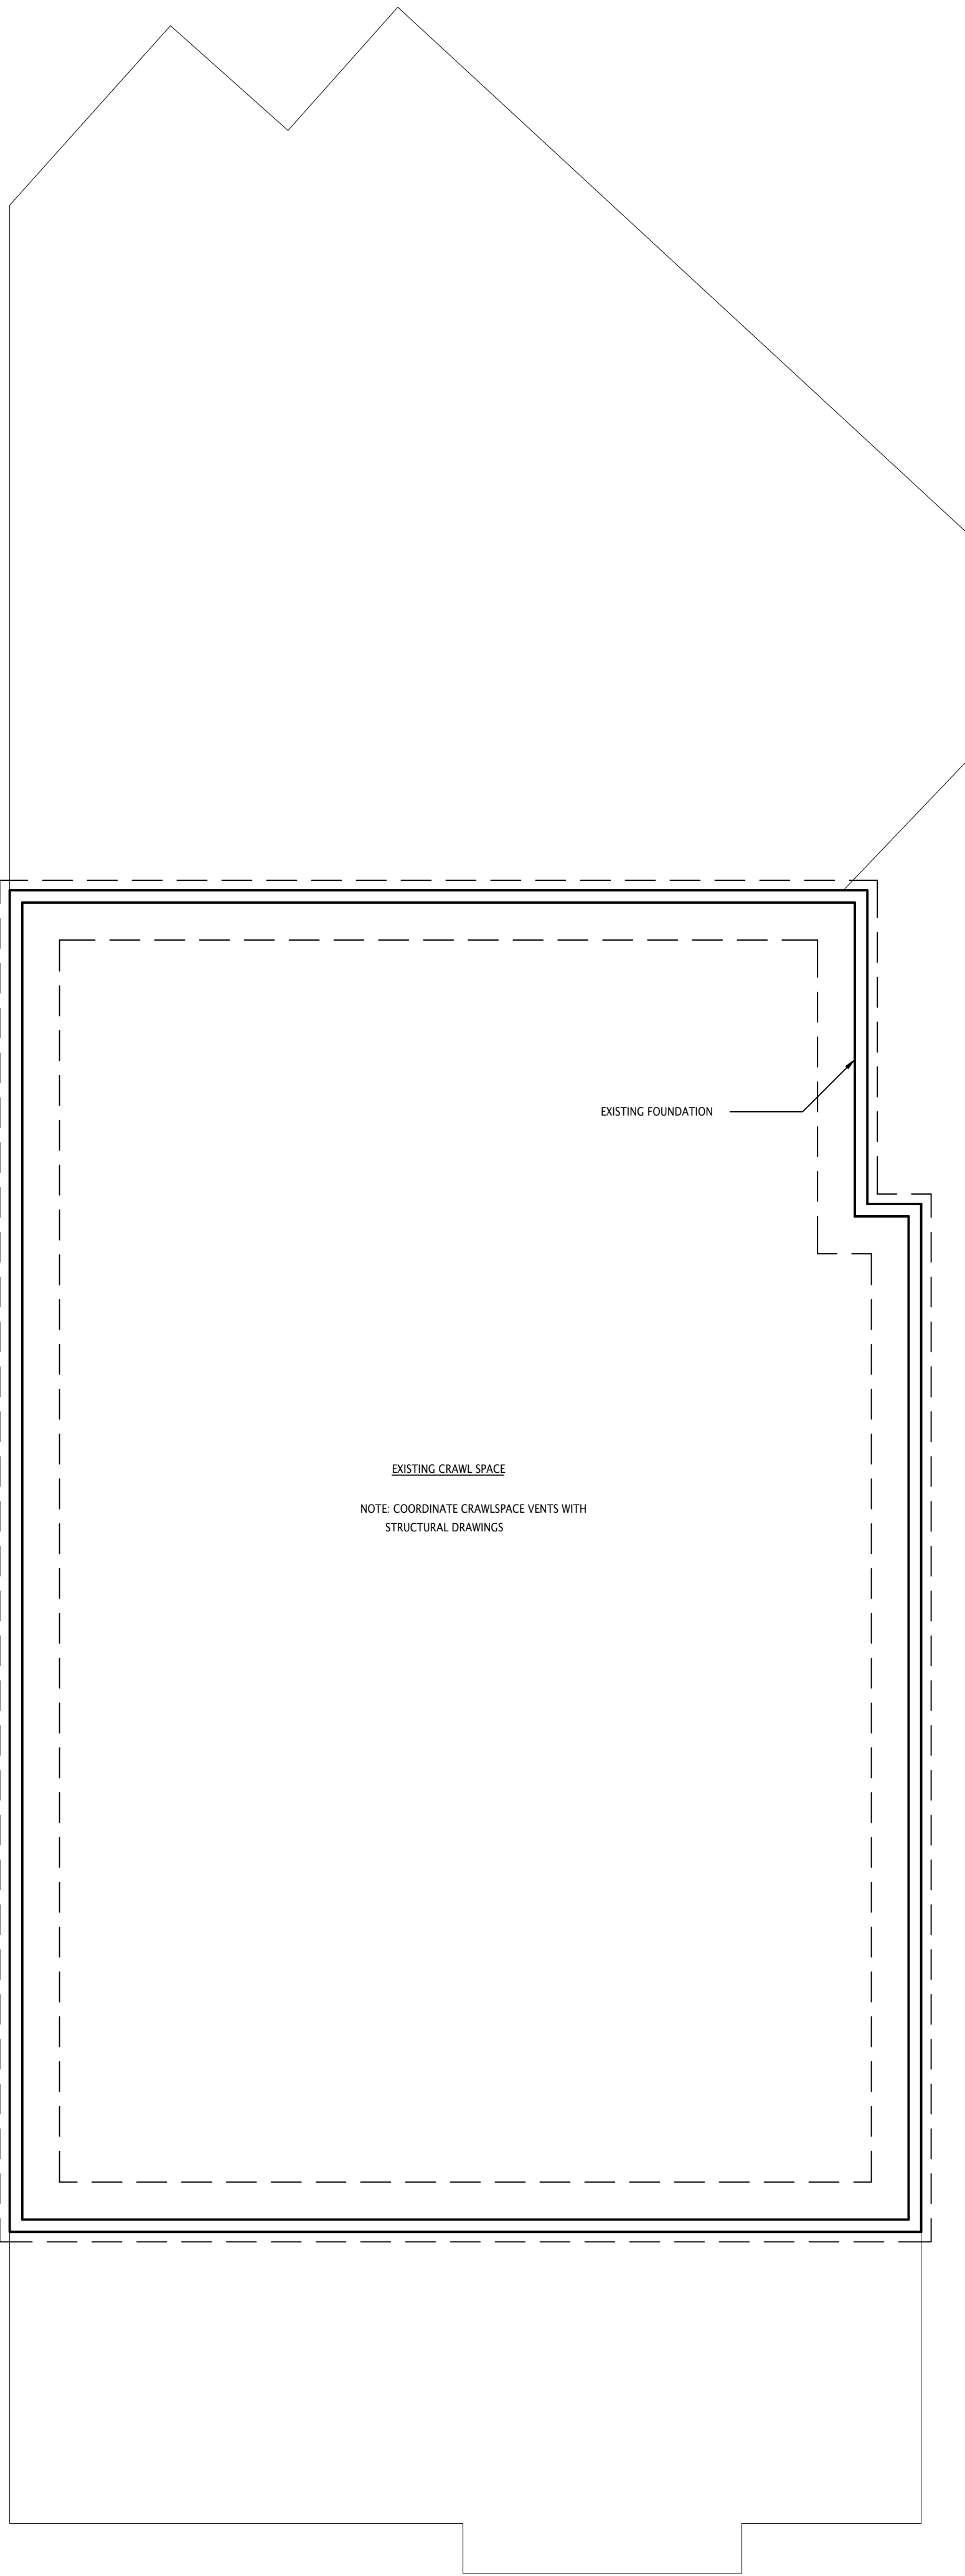 EXISTING FOUNDATION
EXISTING CRAWL SPACE
NOTE: COORDINATE CRAWLSPACE VENTS WITH
STRUCTURAL DRAWINGS